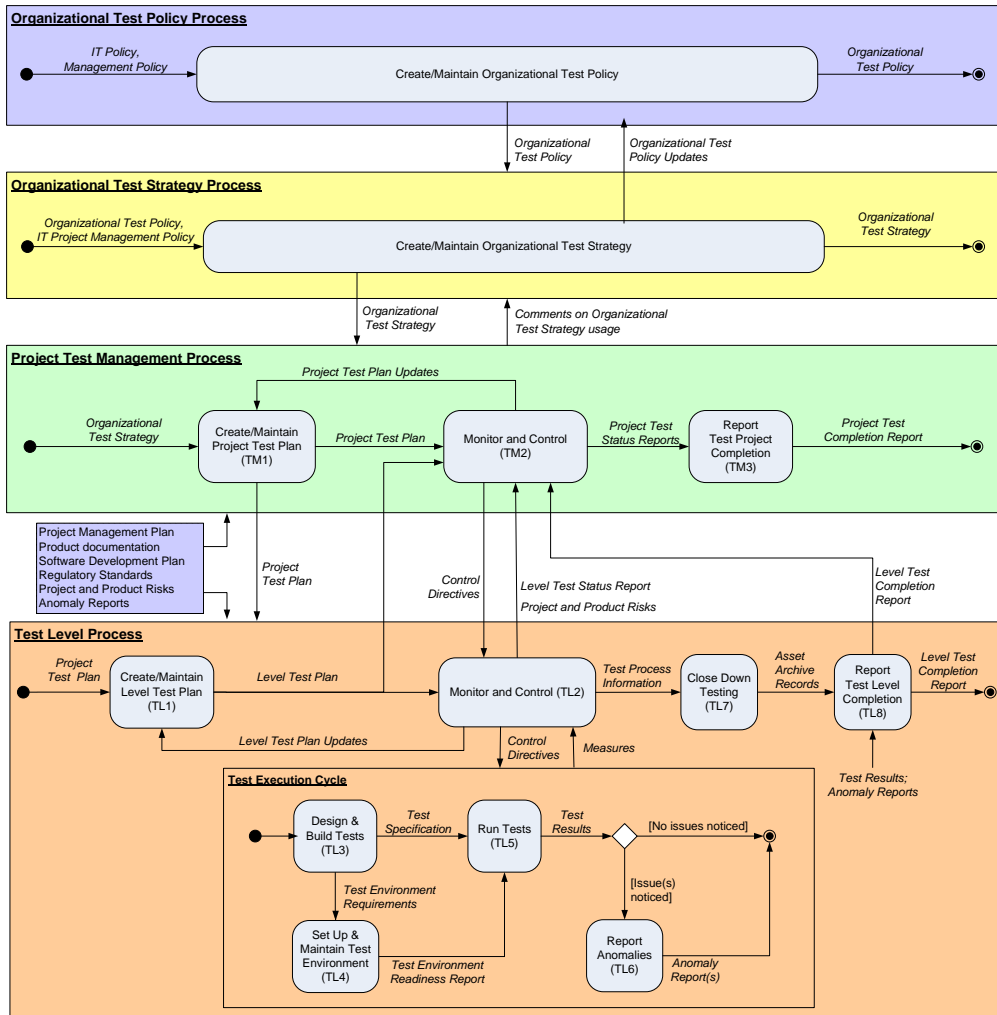 Organizational Test Policy Process
IT Policy,
Management Policy
Create/Maintain Organizational Test Policy
Organizational
Test Policy
Organizational
Test Policy
Organizational Test
Policy Updates
Organizational Test Strategy Process
Organizational Test Policy,
IT Project Management Policy
Create/Maintain Organizational Test Strategy
Organizational
Test Strategy
Organizational
Test Strategy
Comments on Organizational
Test Strategy usage
Project Test Management Process
Project Test Plan Updates
Organizational
Test Strategy
Create/Maintain
Project Test Plan
(TM1)
Project Test Plan
Monitor and Control
(TM2)
Project Test
Status Reports
Report
Test Project
Completion
(TM3)
Project Test
Completion Report
Project Management Plan
Product documentation
Software Development Plan
Regulatory Standards
Project and Product Risks
Anomaly Reports
Project
Test Plan
Control
Directives
Level Test Status Report
Project and Product Risks
Level Test
Completion
Report
Test Level Process
Project
Test Plan
Create/Maintain
Level Test Plan
(TL1)
Level Test Plan
Monitor and Control (TL2)
Test Process
Information
Close Down
Testing
(TL7)
Asset
Archive
Records
Report
Test Level
Completion
(TL8)
Level Test
Completion
Report
Level Test Plan Updates
Control
Directives
Measures
Test Results;
Anomaly Reports
Test Execution Cycle
Design &
Build Tests
(TL3)
Test
Specification
Run Tests
(TL5)
Test
Results
[No issues noticed]
Test Environment
Requirements
[Issue(s)
noticed]
Set Up &
Maintain Test
Environment
(TL4)
Test Environment
Readiness Report
Report
Anomalies
(TL6)
Anomaly
Report(s)